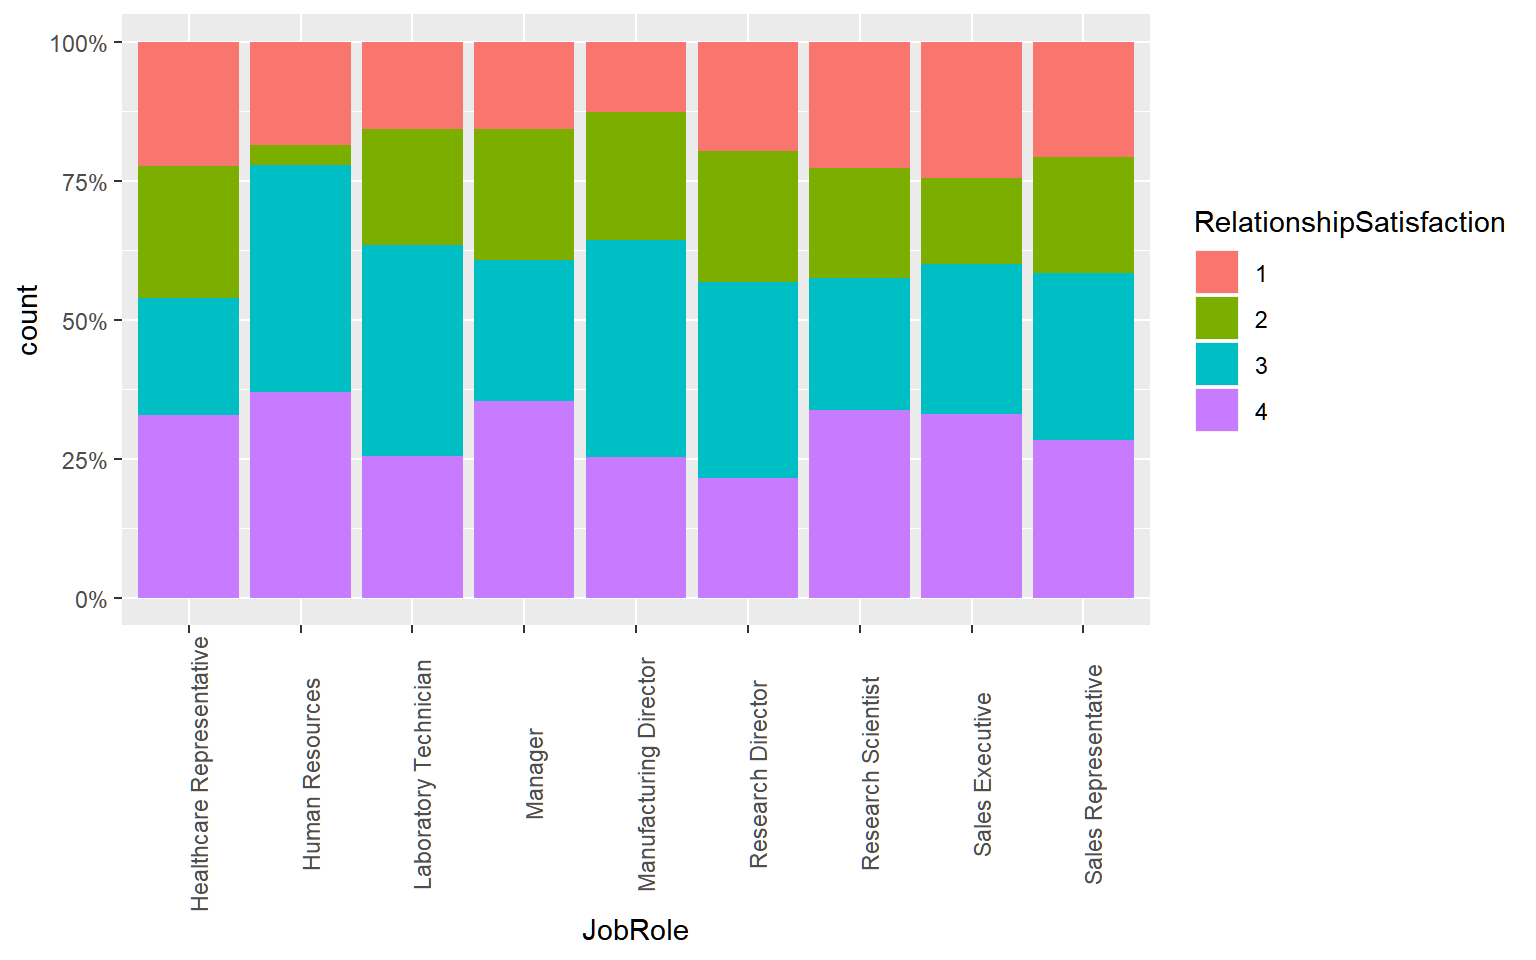 100%
75%
50%
25%
0%
count
Healthcare Representative
Human Resources
Laboratory Technician
Manager
Manufacturing Director
Research Director
Research Scientist
Sales Executive
Sales Representative
JobRole
RelationshipSatisfaction
1
2
3
4